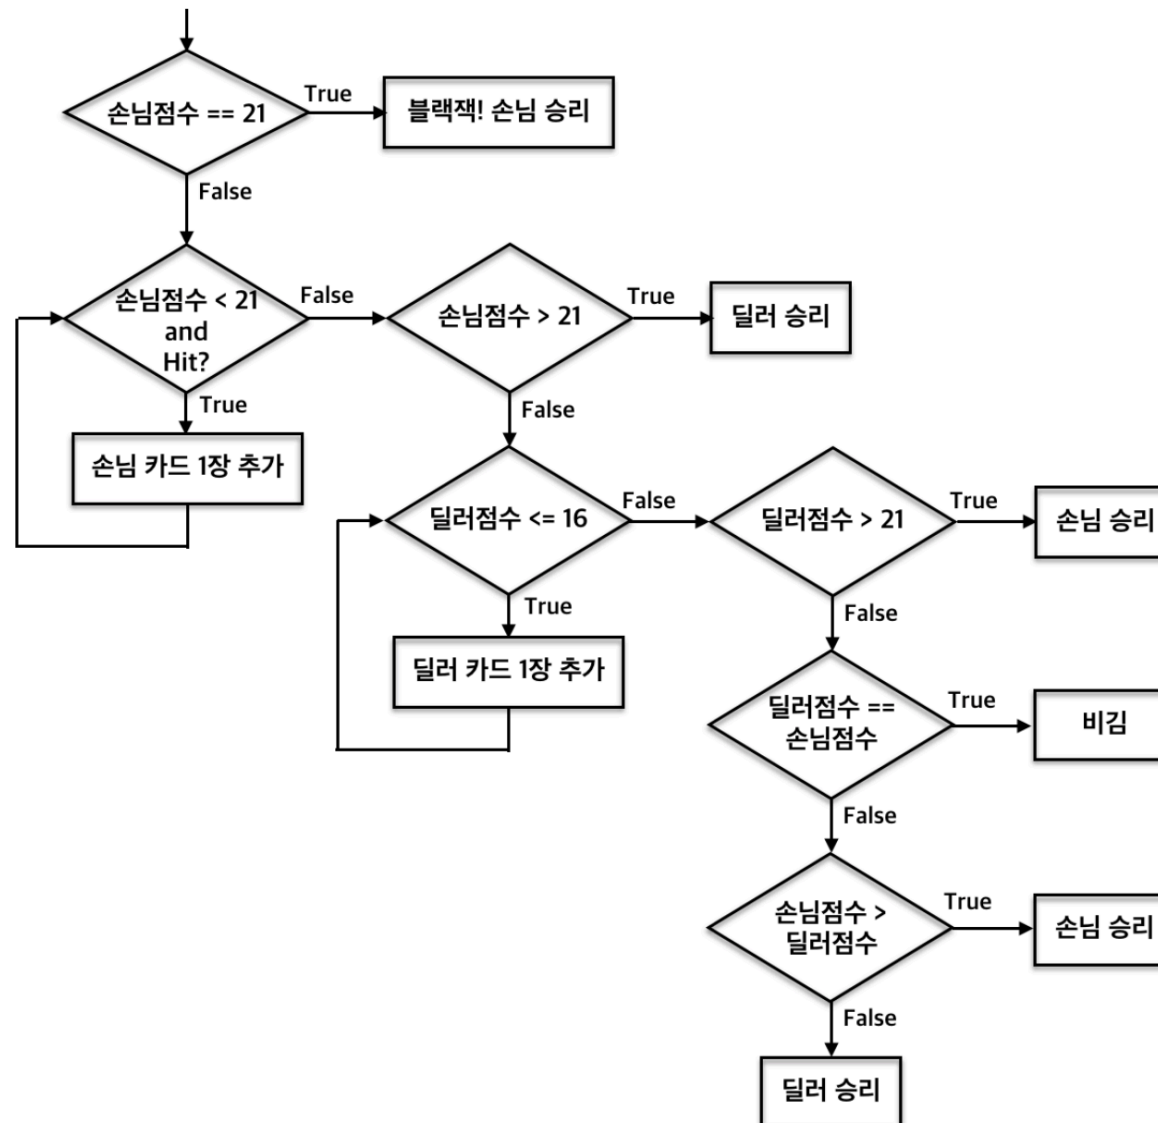 True
손님점수 == 21
블랙잭! 손님 승리
False
손님점수 < 21
and
Hit?
False
손님점수 > 21
True
딜러 승리
True
손님 카드 1장 추가
False
딜러점수 <= 16
False
딜러점수 > 21
True
손님 승리
True
딜러 카드 1장 추가
False
딜러점수 ==
손님점수
True
비김
False
손님점수 >
딜러점수
True
손님 승리
False
딜러 승리